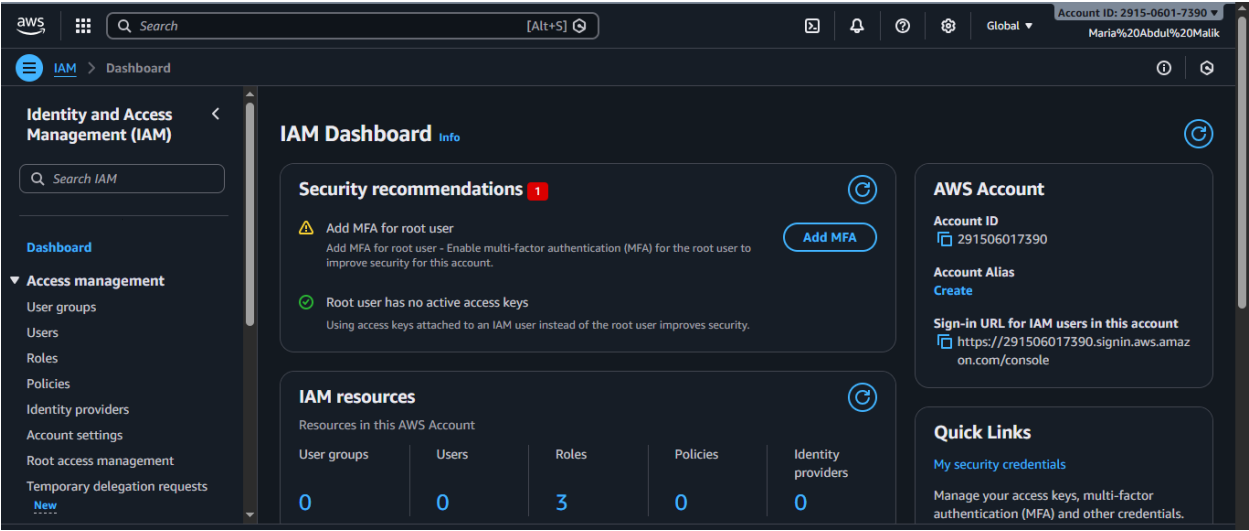 aws
Search
[Alt+S]
Global ▼
Account ID: 2915-0601-7390 ▼
Maria%20Abdul%20Malik
IAM > Dashboard
Identity and Access
Management (IAM)
Search IAM
Dashboard
Access management
User groups
Users
Roles
Policies
Identity providers
Account settings
Root access management
Temporary delegation requests
New
IAM Dashboard Info
Security recommendations 1
Add MFA for root user
Add MFA for root user - Enable multi-factor authentication (MFA) for the root user to
improve security for this account.
Add MFA
Root user has no active access keys
Using access keys attached to an IAM user instead of the root user improves security.
IAM resources
Resources in this AWS Account
User groups
0
Users
0
Roles
3
Policies
0
Identity
providers
0
AWS Account
Account ID
291506017390
Account Alias
Create
Sign-in URL for IAM users in this account
https://291506017390.signin.aws.amaz
on.com/console
Quick Links
My security credentials
Manage your access keys, multi-factor
authentication (MFA) and other credentials.